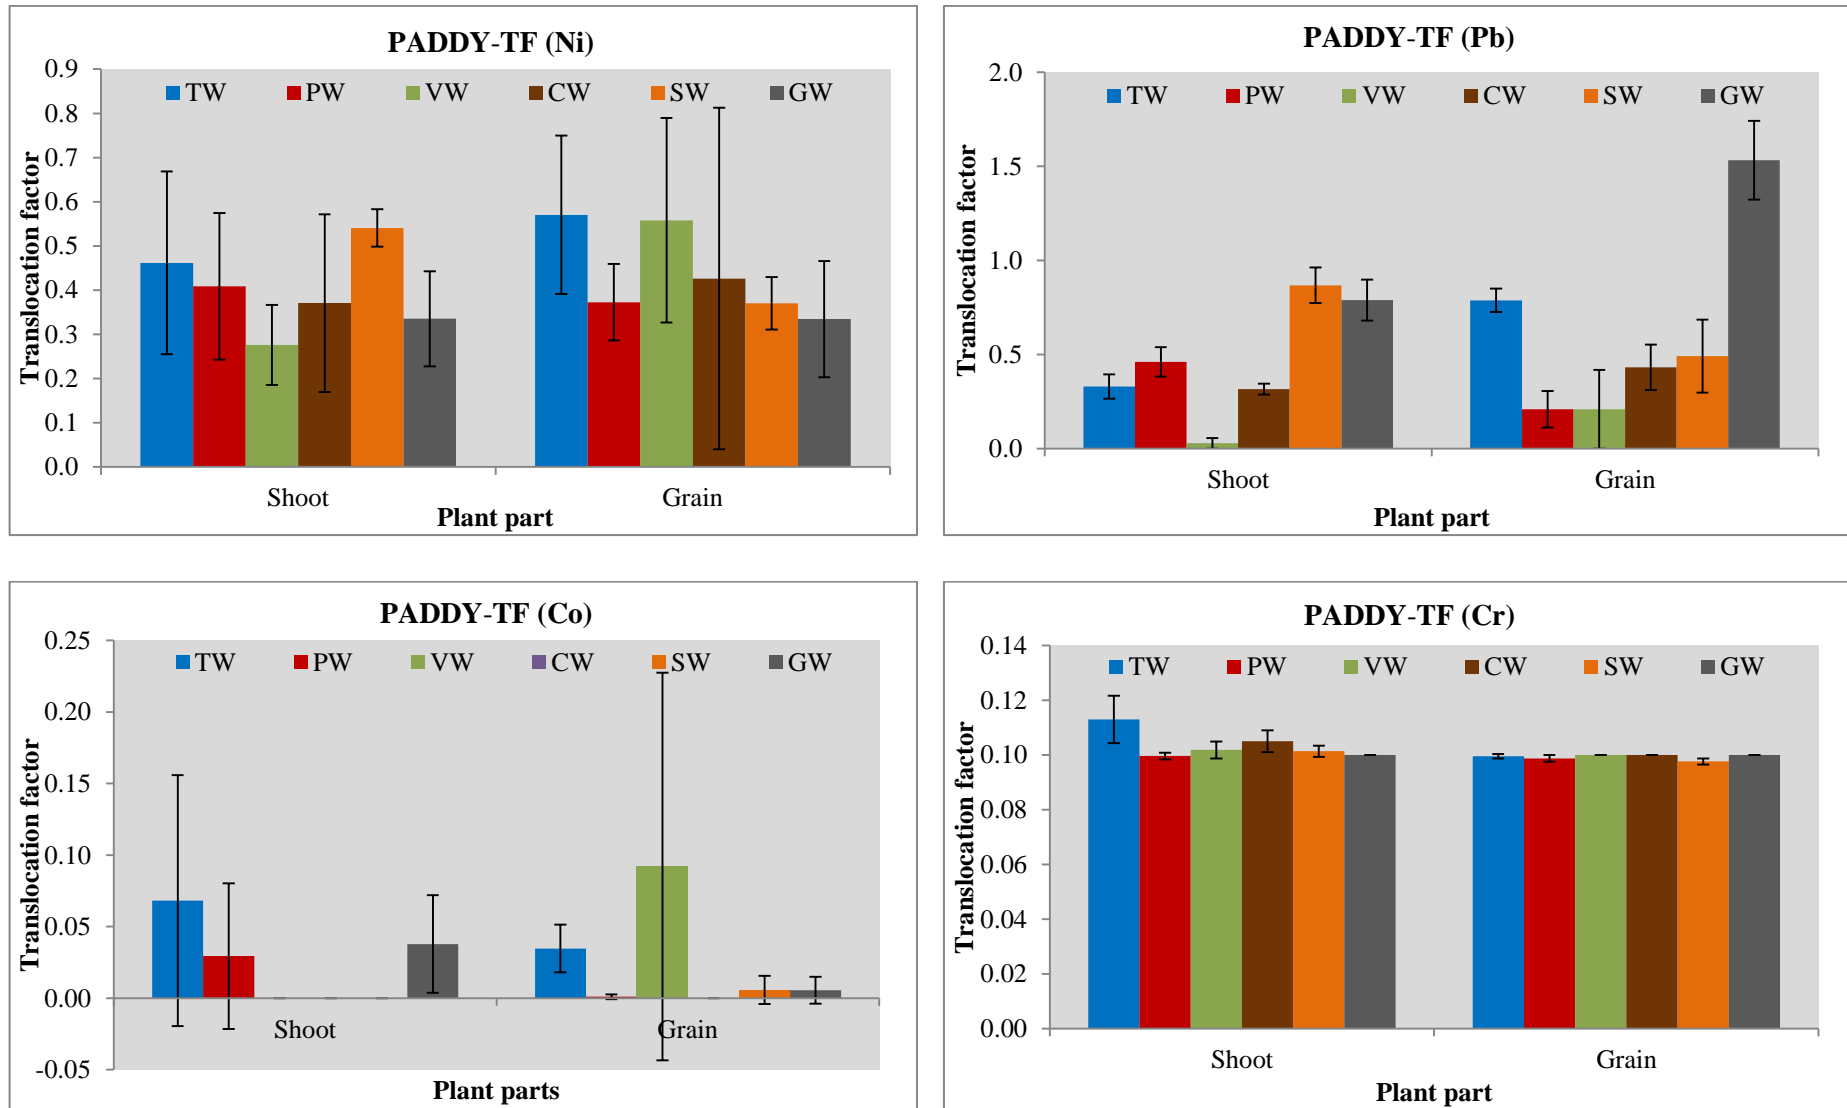 PADDY-TF (Ni)
0.9
0.8
0.7
0.6
0.5
0.4
0.3
0.2
0.1
0.0
Translocation factor
TW PW VW CW SW GW
Shoot Grain
Plant part
PADDY-TF (Pb)
2.0
1.5
1.0
0.5
0.0
Translocation factor
TW PW VW CW SW GW
Shoot Grain
Plant part
PADDY-TF (Co)
0.25
0.20
0.15
0.10
0.05
0.00
-0.05
Translocation factor
TW PW VW CW SW GW
Shoot Grain
Plant parts
PADDY-TF (Cr)
0.14
0.12
0.10
0.08
0.06
0.04
0.02
0.00
Translocation factor
TW PW VW CW SW GW
Shoot Grain
Plant part